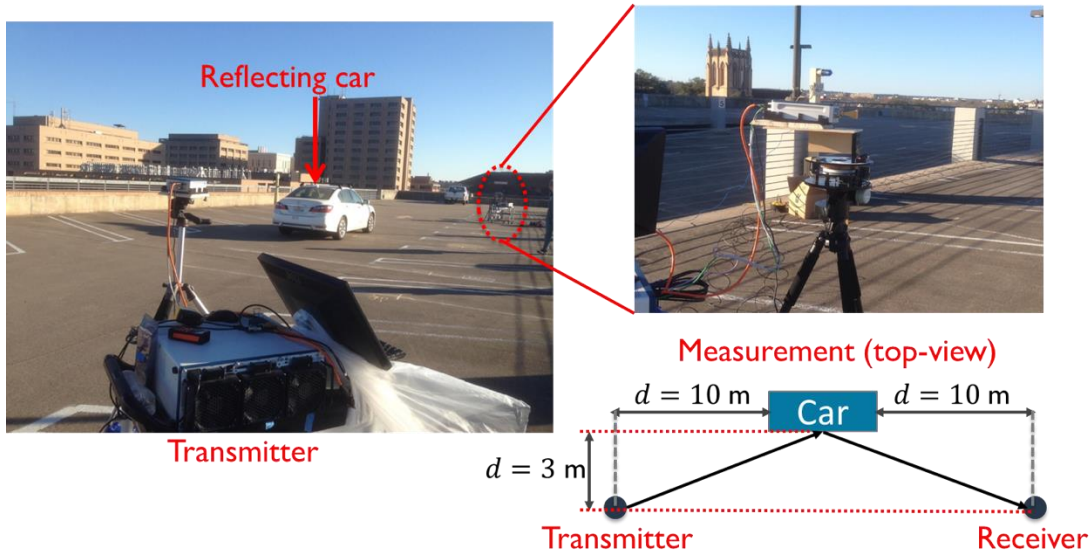 Reflecting car
Transmitter
Measurement (top-view)
d = 10 m
Car
d = 10 m
d = 3 m
Transmitter
Receiver